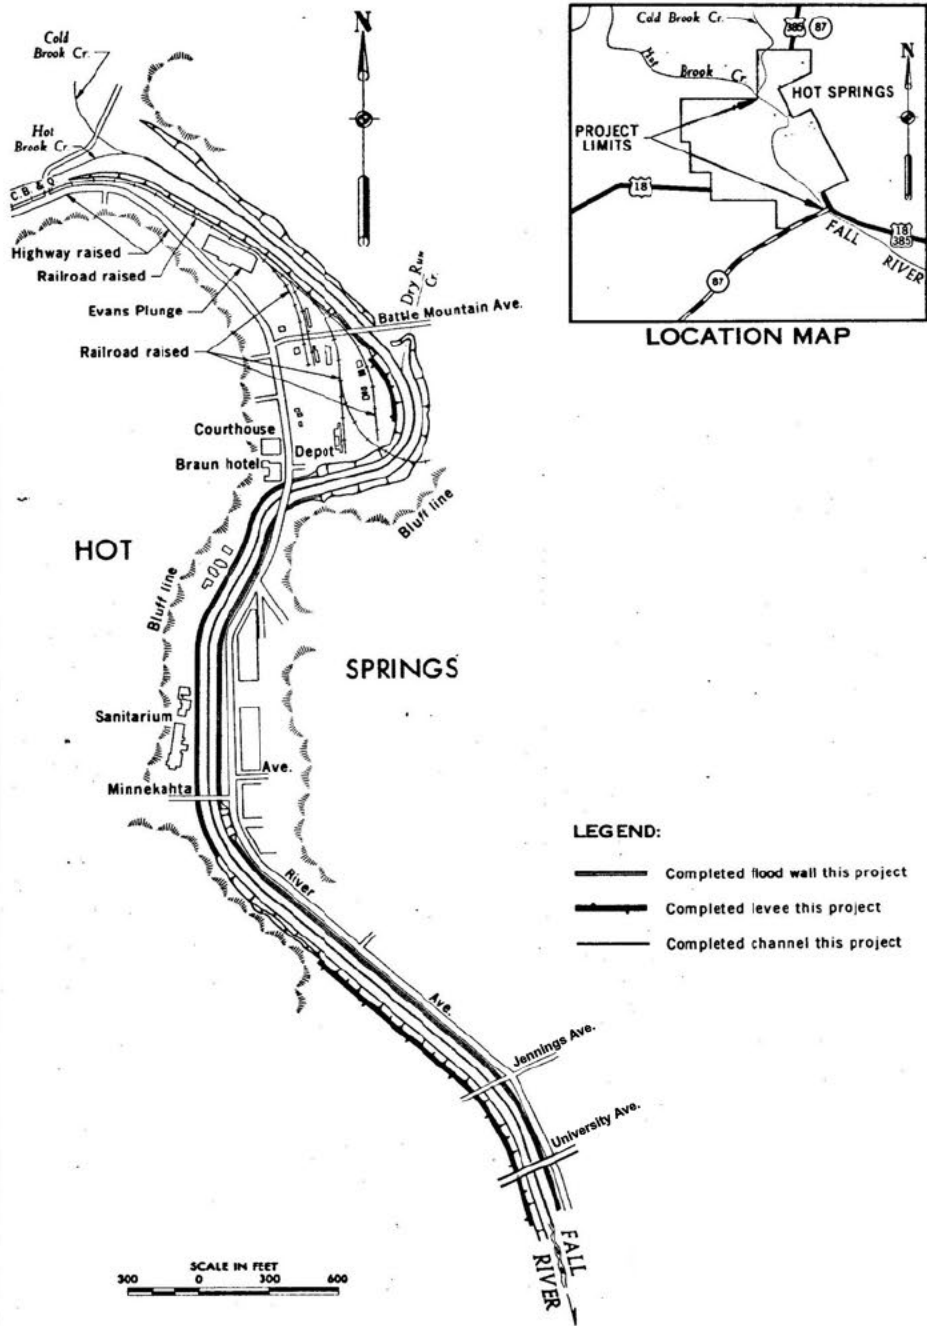 Cold
Brook Cr.
Hot
Brook Cr.
C.B. & Q.
Highway raised
Railroad raised
Evans Plunge
Railroad raised
N
Dry Run
Cr.
Battle Mountain Ave.
Courthouse
Braun hotel
Depot
Bluff line
HOT
Bluff line
SPRINGS
Sanitarium
Minnekahta
Ave.
River
Ave.
Jennings Ave.
University Ave.
FALL
RIVER
SCALE IN FEET
300 0 300 600
Cold Brook Cr.
385
87
N
Hot
Brook Cr.
HOT SPRINGS
PROJECT
LIMITS
18
FALL
RIVER
18
385
87
LOCATION MAP
LEGEND:
Completed flood wall this project
Completed levee this project
Completed channel this project